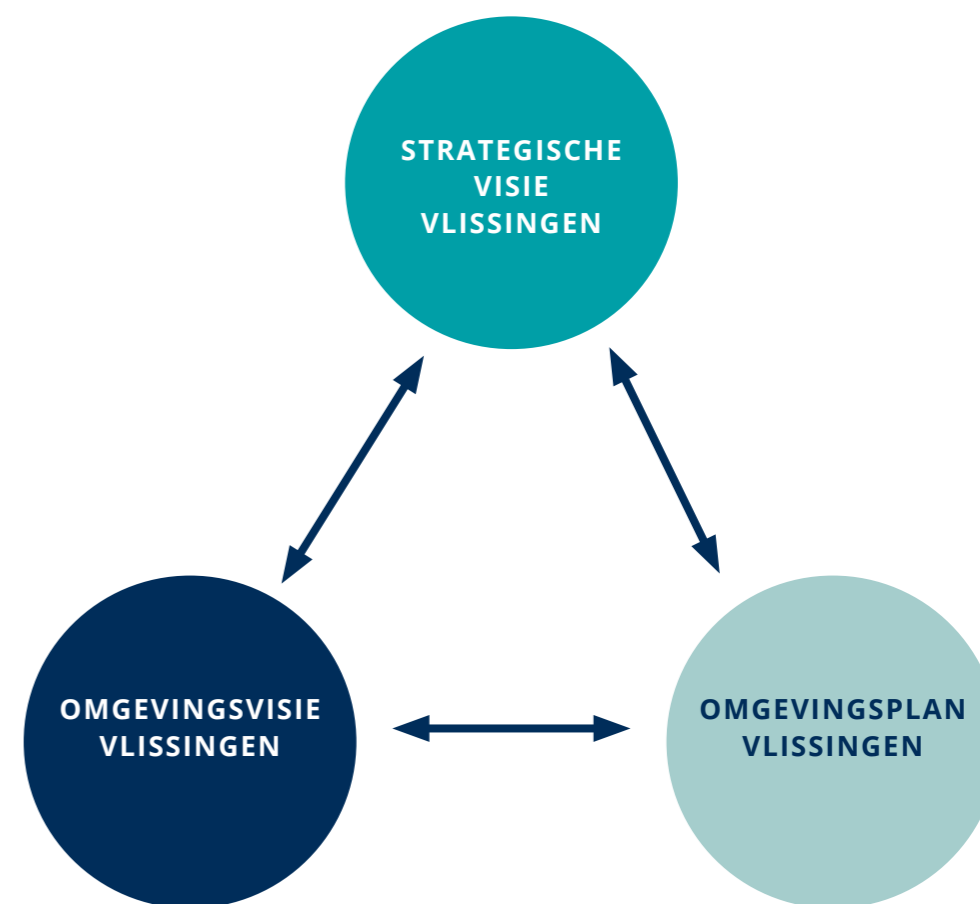 STRATEGISCHE
VISIE
VLISSINGEN
OMGEVINGSVISIE
VLISSINGEN
OMGEVINGSPLAN
VLISSINGEN